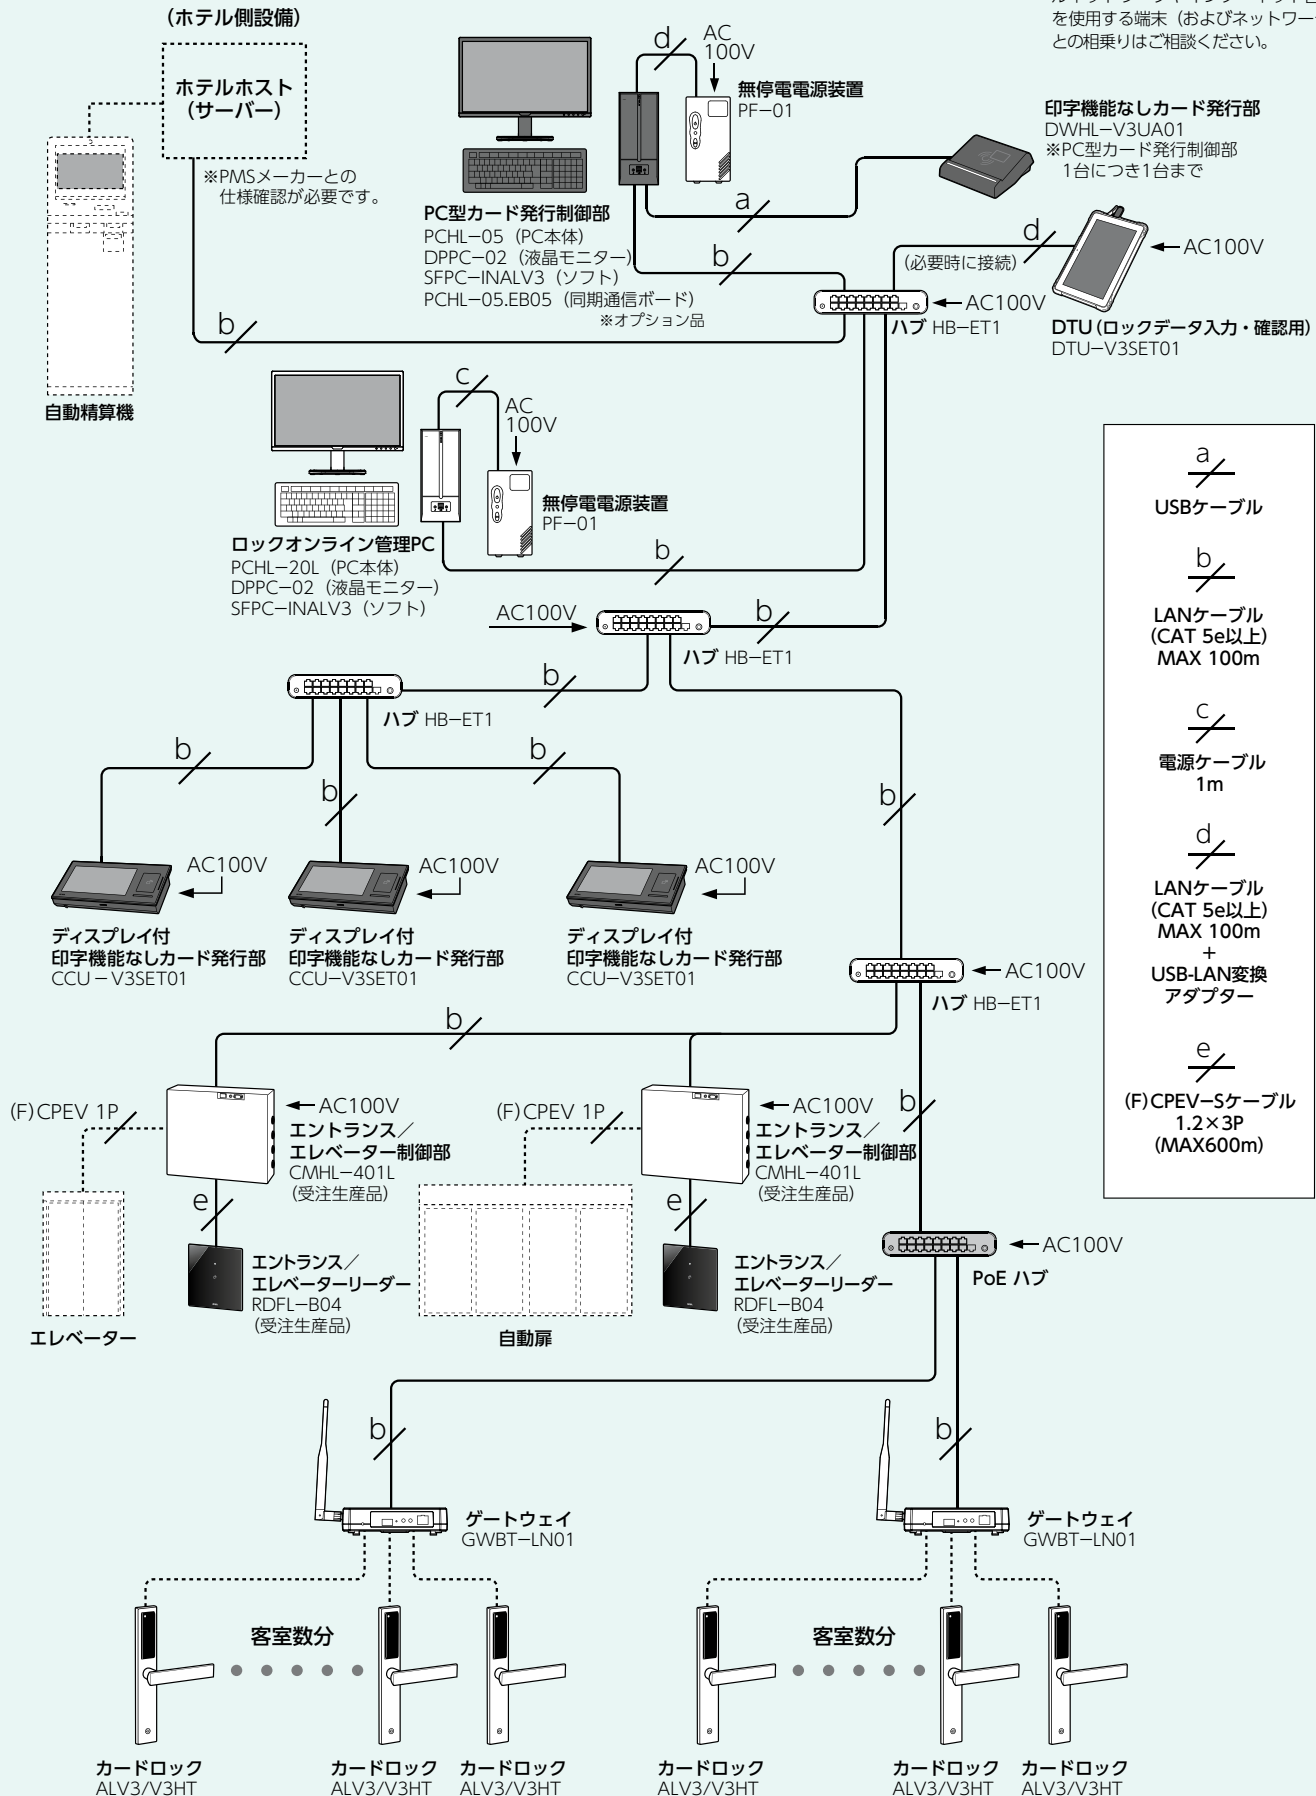 (ホテル側設備)
ホテルホスト
(サーバー)
※PMSメーカーとの
仕様確認が必要です。
自動精算機
を使用する端末（およびネットワー
との相乗りはご相談ください。
d
AC
100V
無停電電源装置
PF−01
印字機能なしカード発行部
DWHL−V3UA01
※PC型カード発行制御部
1台につき1台まで
PC型カード発行制御部
PCHL−05（PC本体）
DPPC−02（液晶モニター）
SFPC−INALV3（ソフト）
PCHL−05.EB05（同期通信ボード）
※オプション品
a
b
d
(必要時に接続)
AC100V
AC100V
ハブ HB−ET1
DTU（ロックデータ入力・確認用）
DTU−V3SET01
b
c
AC
100V
無停電電源装置
PF−01
ロックオンライン管理PC
PCHL−20L（PC本体）
DPPC−02（液晶モニター）
SFPC−INALV3（ソフト）
b
AC100V
b
ハブ HB−ET1
b
ハブ HB−ET1
b
b
b
b
AC100V
AC100V
AC100V
ディスプレイ付
印字機能なしカード発行部
CCU−V3SET01
ディスプレイ付
印字機能なしカード発行部
CCU−V3SET01
ディスプレイ付
印字機能なしカード発行部
CCU−V3SET01
AC100V
ハブ HB−ET1
b
(F)CPEV 1P
AC100V
エントランス／
エレベーター制御部
CMHL−401L
(受注生産品)
e
エントランス／
エレベーターリーダー
RDFL−B04
(受注生産品)
エレベーター
(F)CPEV 1P
AC100V
エントランス／
エレベーター制御部
CMHL−401L
(受注生産品)
e
エントランス／
エレベーターリーダー
RDFL−B04
(受注生産品)
自動扉
b
AC100V
PoE ハブ
b
b
ゲートウェイ
GWBT−LN01
ゲートウェイ
GWBT−LN01
客室数分
客室数分
カードロック
ALV3/V3HT
カードロック
ALV3/V3HT
カードロック
ALV3/V3HT
カードロック
ALV3/V3HT
カードロック
ALV3/V3HT
カードロック
ALV3/V3HT
a
USBケーブル
b
LANケーブル
(CAT 5e以上)
MAX 100m
c
電源ケーブル
1m
d
LANケーブル
(CAT 5e以上)
MAX 100m
+
USB-LAN変換
アダプター
e
(F)CPEV−Sケーブル
1.2×3P
(MAX600m)